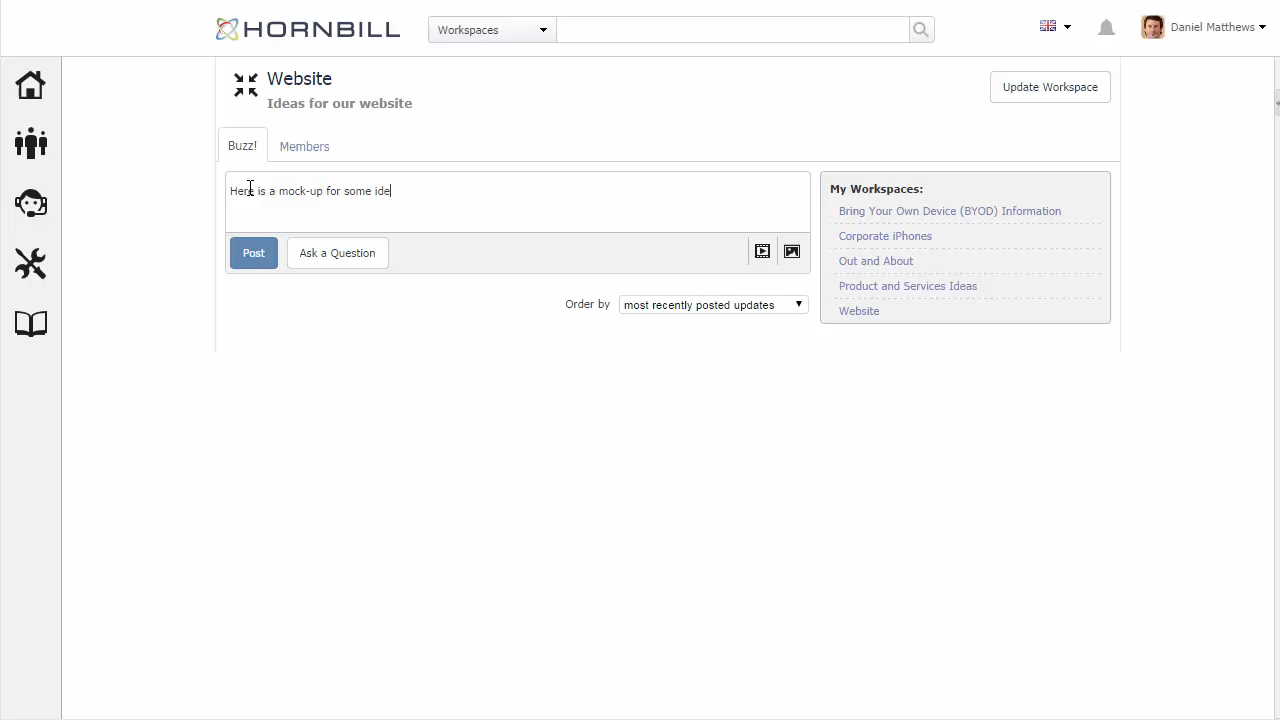 HORNBILL
Workspaces
Daniel Matthews
Website
Ideas for our website
Update Workspace
Buzz!
Members
Here is a mock-up for some ide
Post
Ask a Question
Order by
most recently posted updates
My Workspaces:
Bring Your Own Device (BYOD) Information
Corporate iPhones
Out and About
Product and Services Ideas
Website